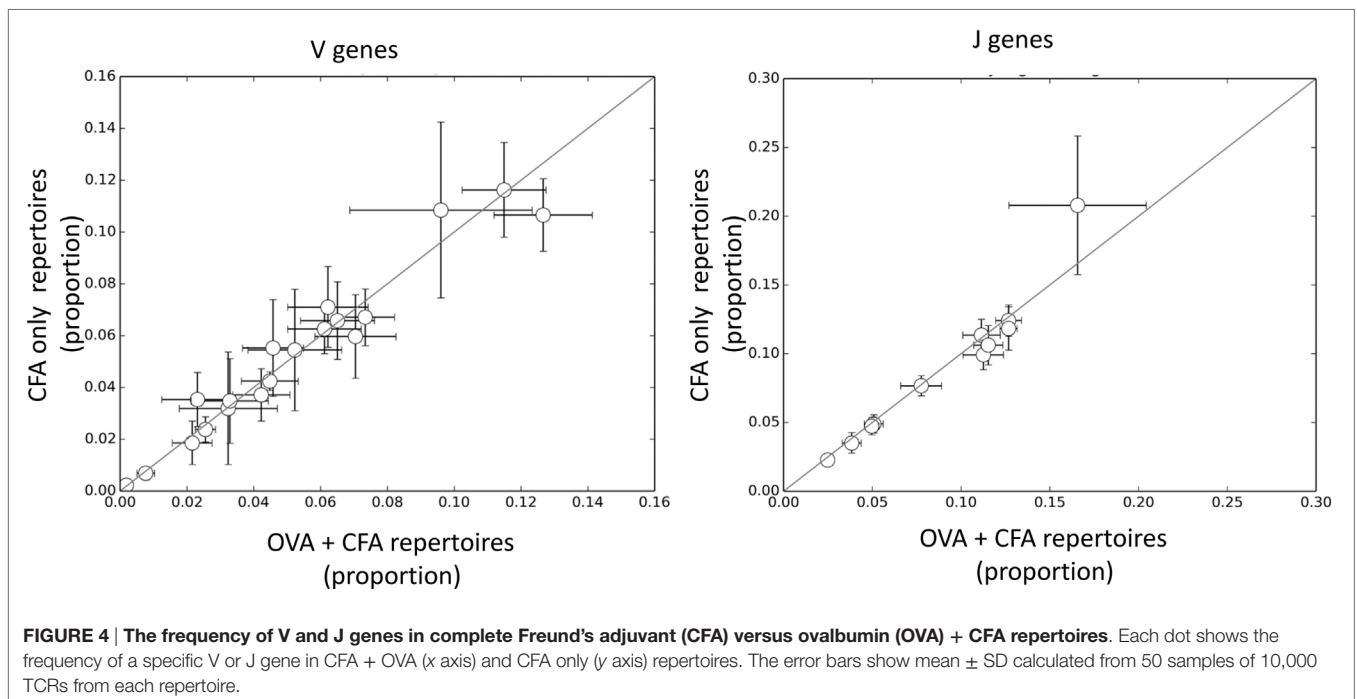 V genes
0.16
0.14
0.12
0.10
0.08
0.06
0.04
0.02
0.00
0.00 0.02 0.04 0.06 0.08 0.10 0.12 0.14 0.16
CFA only repertoires
(proportion)
OVA + CFA repertoires
(proportion)
J genes
0.30
0.25
0.20
0.15
0.10
0.05
0.00
0.00 0.05 0.10 0.15 0.20 0.25 0.30
CFA only repertoires
(proportion)
OVA + CFA repertoires
(proportion)
FIGURE 4 | The frequency of V and J genes in complete Freund's adjuvant (CFA) versus ovalbumin (OVA) + CFA repertoires. Each dot shows the
frequency of a specific V or J gene in CFA + OVA (x axis) and CFA only (y axis) repertoires. The error bars show mean ± SD calculated from 50 samples of 10,000
TCRs from each repertoire.